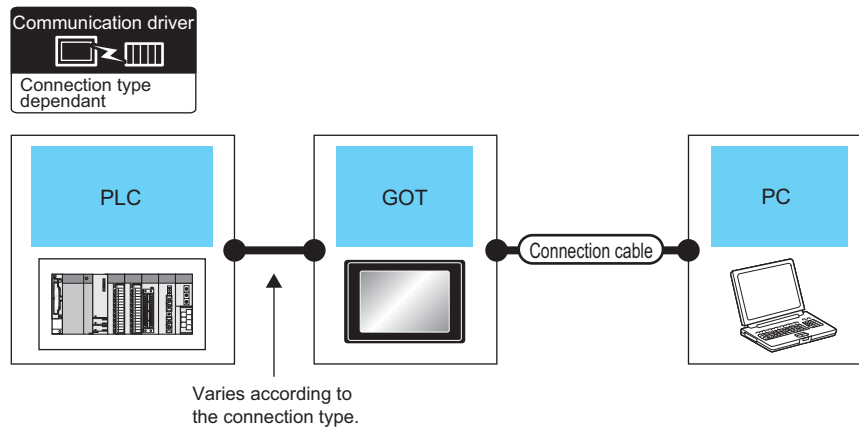 Communication driver
Connection type
dependant
PLC
GOT
PC
Connection cable
Varies according to
the connection type.